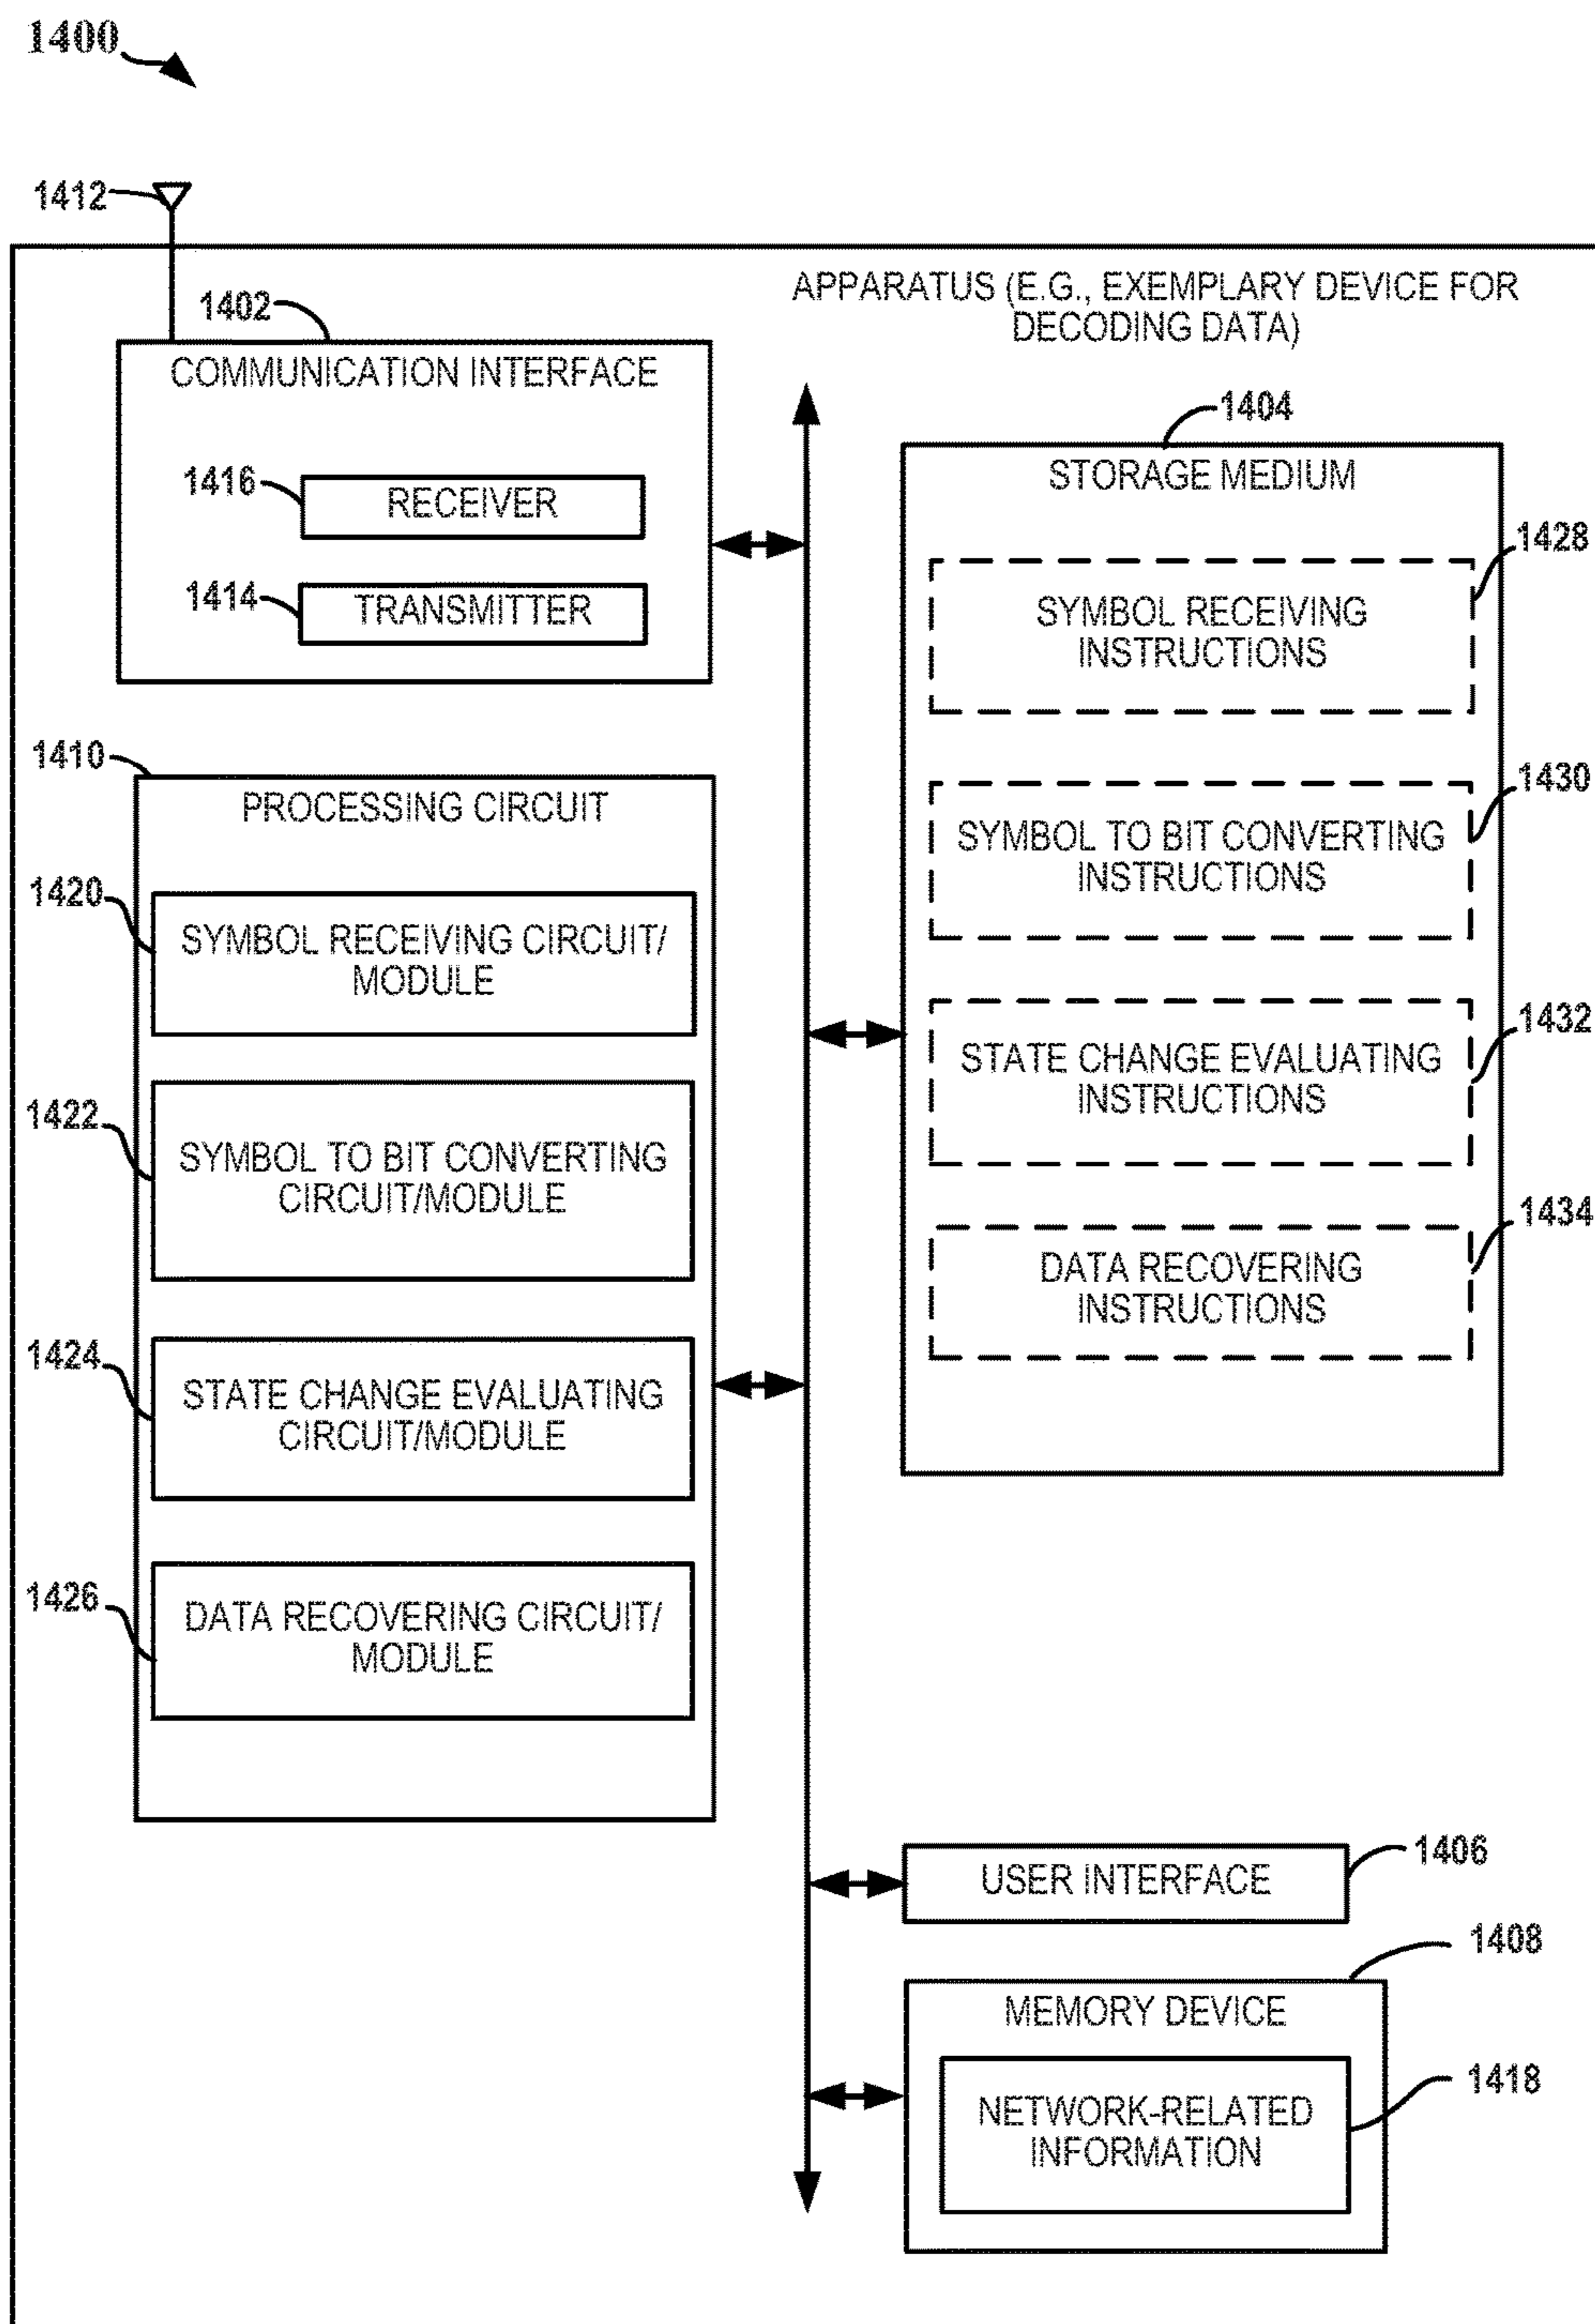 1400
1412
APPARATUS (E.G., EXEMPLARY DEVICE FOR
DECODING DATA)
1402
COMMUNICATION INTERFACE
1416
RECEIVER
1414
TRANSMITTER
1404
STORAGE MEDIUM
1428
SYMBOL RECEIVING
INSTRUCTIONS
1430
SYMBOL TO BIT CONVERTING
INSTRUCTIONS
1432
STATE CHANGE EVALUATING
INSTRUCTIONS
1434
DATA RECOVERING
INSTRUCTIONS
1410
PROCESSING CIRCUIT
1420
SYMBOL RECEIVING CIRCUIT/
MODULE
1422
SYMBOL TO BIT CONVERTING
CIRCUIT/MODULE
1424
STATE CHANGE EVALUATING
CIRCUIT/MODULE
1426
DATA RECOVERING CIRCUIT/
MODULE
1406
USER INTERFACE
1408
MEMORY DEVICE
1418
NETWORK-RELATED
INFORMATION